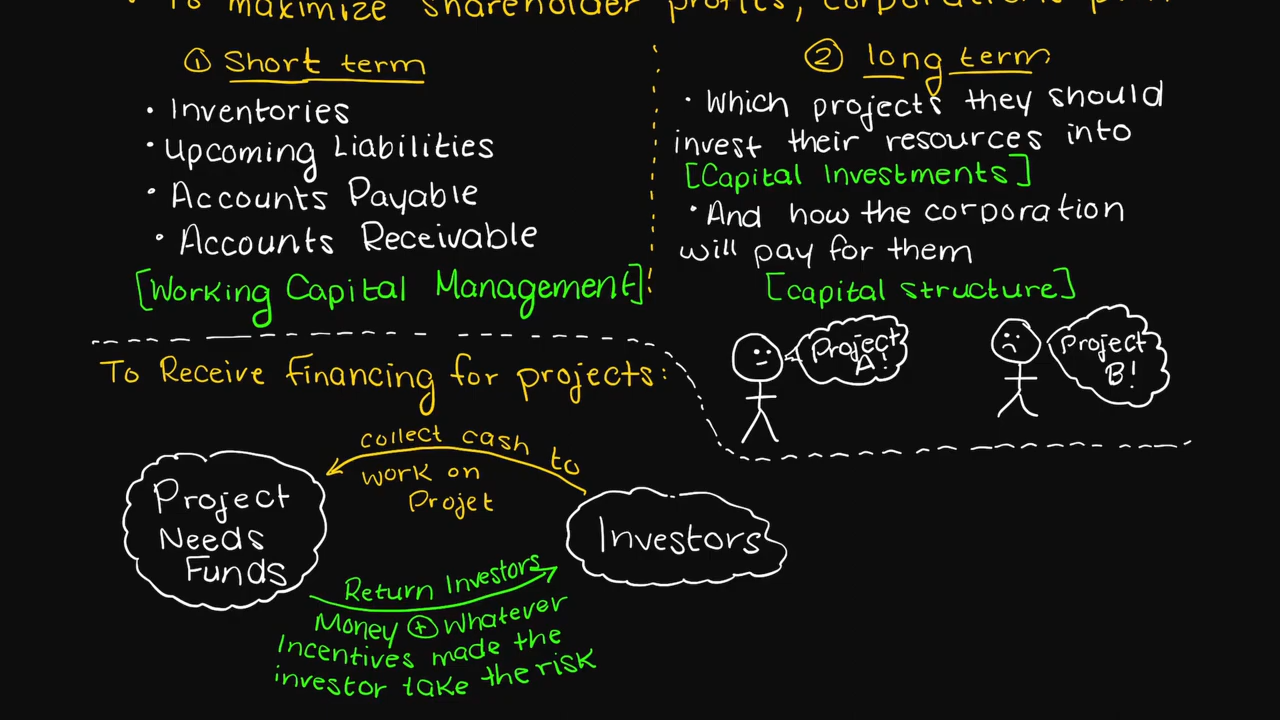 • To maximize shareholder profits, corporations
① Short term
• Inventories
• Upcoming Liabilities
• Accounts Payable
• Accounts Receivable
[Working Capital Management]
② long term
• Which projects they should
invest their resources into
[Capital Investments]
• And how the corporation
will pay for them
[capital structure]
Project
A!
Project
B!
To Receive Financing for projects:
collect cash to
work on
Projet
Project
Needs
Funds
Investors
Return Investors
Money ⊕ Whatever
Incentives made the
investor take the risk